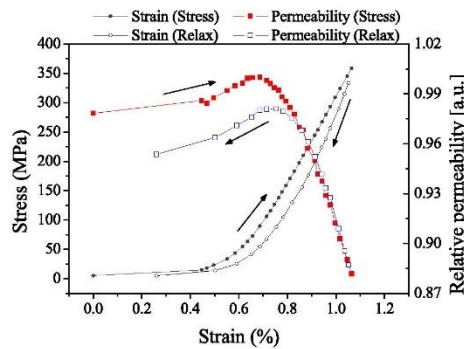 Strain (Stress) Permeability (Stress)
Strain (Relax) Permeability (Relax)
400
350
300
250
200
150
100
50
0
Stress (MPa)
0.0 0.2 0.4 0.6 0.8 1.0 1.2
Strain (%)
1.02
0.99
0.96
0.93
0.90
0.88
0.87
Relative permeability [a.u.]